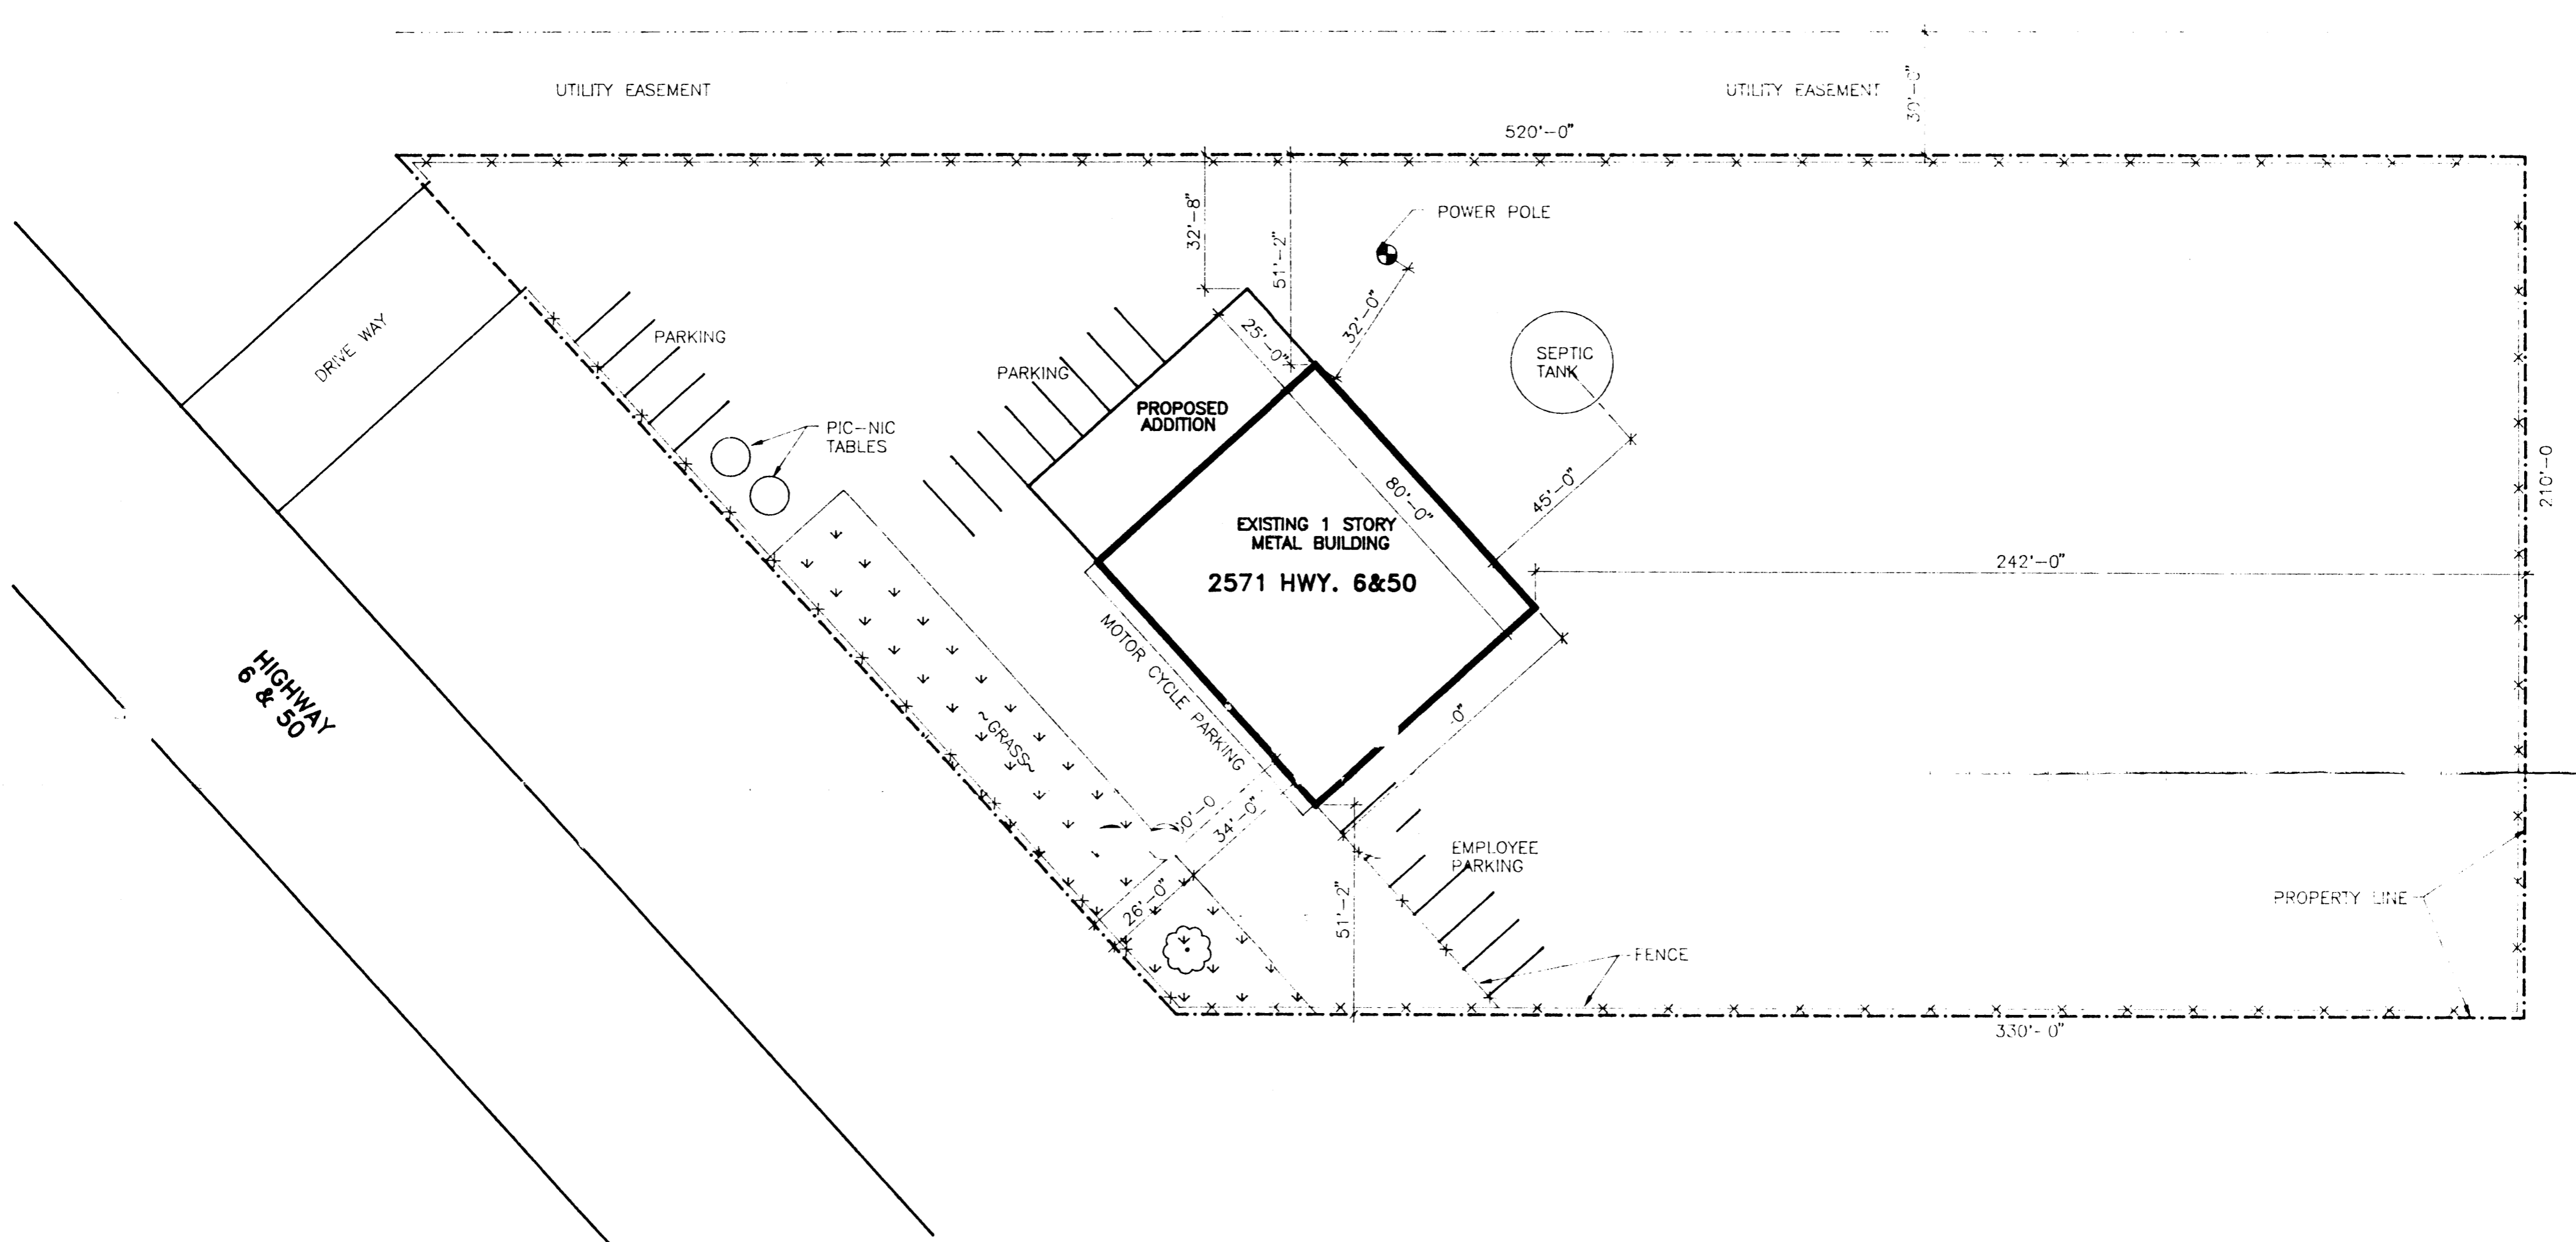 UTILITY EASEMENT
UTILITY EASEMENT
520'-0"
32'-8"
51'-2"
POWER POLE
32'-0"
25'-0"
SEPTIC
TANK
DRIVE WAY
PARKING
PARKING
PROPOSED
ADDITION
PIC-NIC
TABLES
80'-0"
45'-0"
210'-0
EXISTING 1 STORY
METAL BUILDING
2571 HWY. 6&50
242'-0"
MOTOR CYCLE PARKING
HIGHWAY
6 & 50
~GRASS~
-0"
34'-0"
26'-0"
51'-2"
EMPLOYEE
PARKING
PROPERTY LINE
FENCE
330'-0"